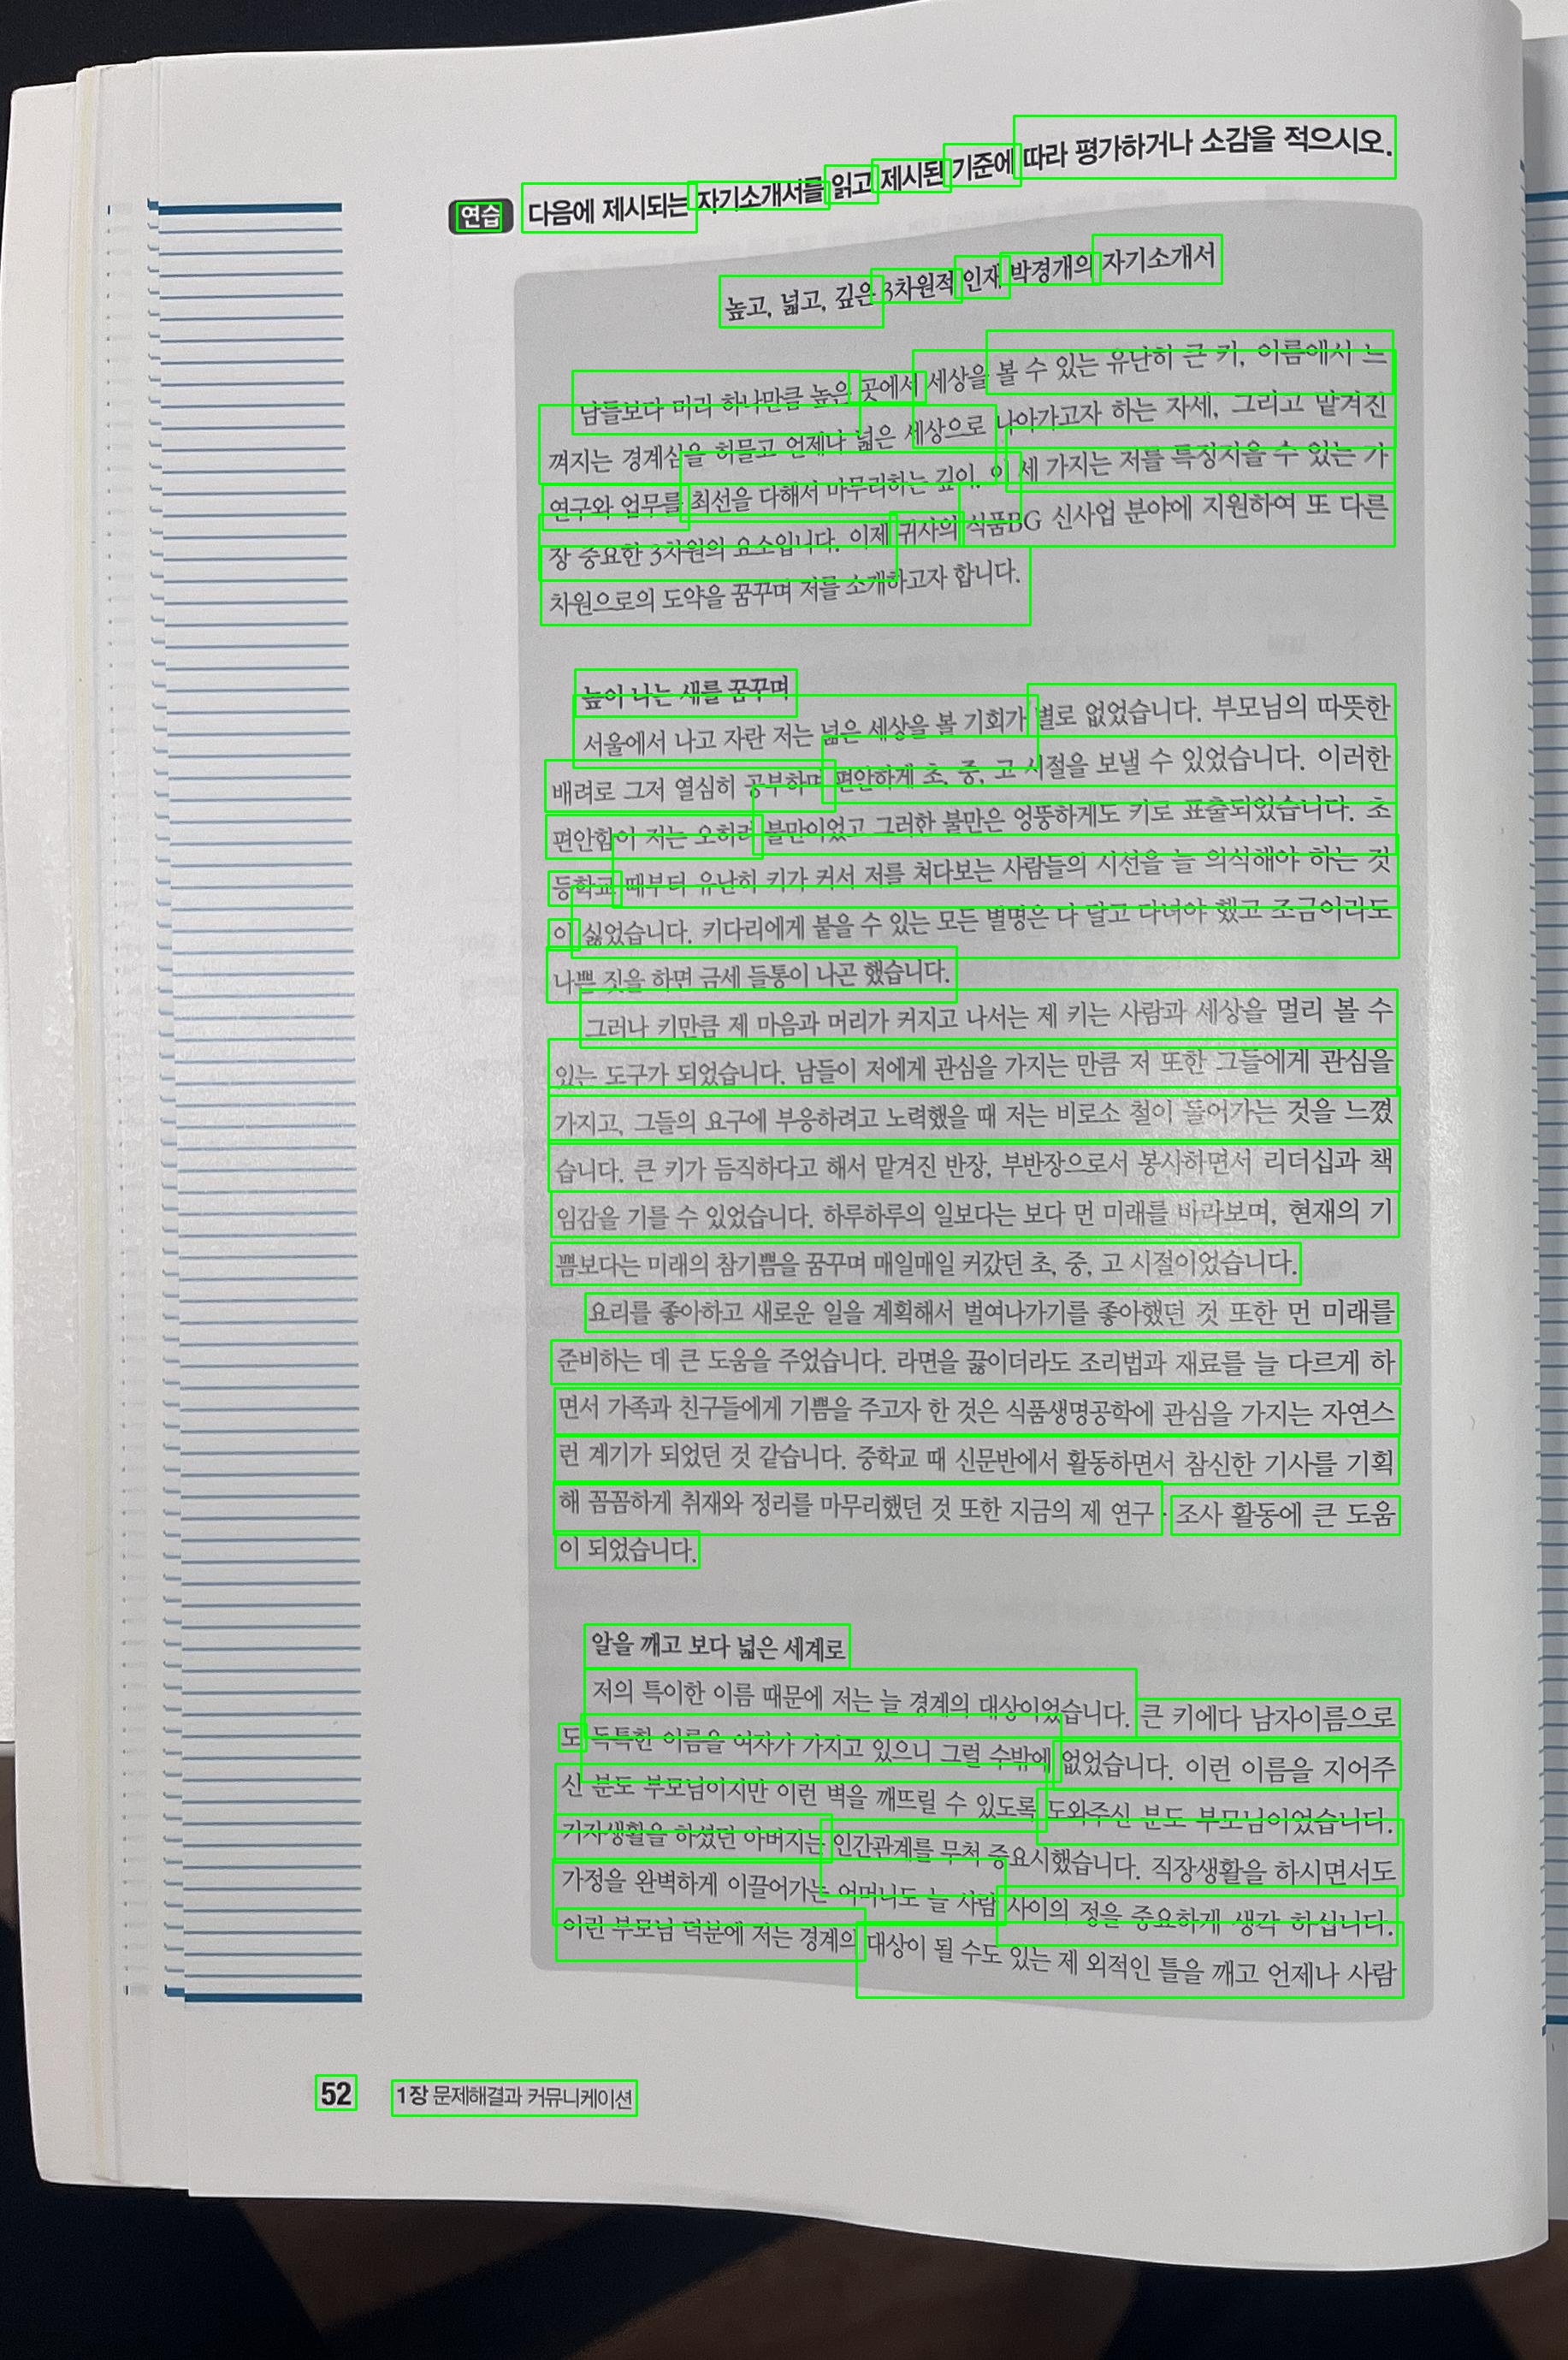 연습 다음에 제시되는 자기소개서를 읽고 제시된 기준에 따라 평가하거나 소감을 적으시오.
높고, 넓고, 깊은 3차원적 인재 박경개의 자기소개서
남들보다 머리 하나만큼 높은 곳에서 세상을 볼 수 있는 유난히 큰 키, 이름에서 느
껴지는 경계심을 허물고 언제나 넓은 세상으로 나아가고자 하는 자세, 그리고 맡겨진
연구와 업무를 최선을 다해서 마무리하는 깊이. 이 세 가지는 저를 특징지을 수 있는 가
장 중요한 3차원의 요소입니다. 이제 귀사의 식품BG 신사업 분야에 지원하여 또 다른
차원으로의 도약을 꿈꾸며 저를 소개하고자 합니다.
높이 나는 새를 꿈꾸며
서울에서 나고 자란 저는 넓은 세상을 볼 기회가 별로 없었습니다. 부모님의 따뜻한
배려로 그저 열심히 공부하며 편안하게 초, 중, 고 시절을 보낼 수 있었습니다. 이러한
편안함이 저는 오히려 불만이었고 그러한 불만은 엉뚱하게도 키로 표출되었습니다. 초
등학교 때부터 유난히 키가 커서 저를 쳐다보는 사람들의 시선을 늘 의식해야 하는 것
이 싫었습니다. 키다리에게 붙을 수 있는 모든 별명은 다 달고 다녀야 했고 조금이라도
나쁜 짓을 하면 금세 들통이 나곤 했습니다.
그러나 키만큼 제 마음과 머리가 커지고 나서는 제 키는 사람과 세상을 멀리 볼 수
있는 도구가 되었습니다. 남들이 저에게 관심을 가지는 만큼 저 또한 그들에게 관심을
가지고, 그들의 요구에 부응하려고 노력했을 때 저는 비로소 철이 들어가는 것을 느꼈
습니다. 큰 키가 듬직하다고 해서 맡겨진 반장, 부반장으로서 봉사하면서 리더십과 책
임감을 기를 수 있었습니다. 하루하루의 일보다는 보다 먼 미래를 바라보며, 현재의 기
쁨보다는 미래의 참기쁨을 꿈꾸며 매일매일 커갔던 초, 중, 고 시절이었습니다.
요리를 좋아하고 새로운 일을 계획해서 벌여나가기를 좋아했던 것 또한 먼 미래를
준비하는 데 큰 도움을 주었습니다. 라면을 끓이더라도 조리법과 재료를 늘 다르게 하
면서 가족과 친구들에게 기쁨을 주고자 한 것은 식품생명공학에 관심을 가지는 자연스
런 계기가 되었던 것 같습니다. 중학교 때 신문반에서 활동하면서 참신한 기사를 기획
해 꼼꼼하게 취재와 정리를 마무리했던 것 또한 지금의 제 연구 · 조사 활동에 큰 도움
이 되었습니다.
알을 깨고 보다 넓은 세계로
저의 특이한 이름 때문에 저는 늘 경계의 대상이었습니다. 큰 키에다 남자이름으로
도 독특한 이름을 여자가 가지고 있으니 그럴 수밖에 없었습니다. 이런 이름을 지어주
신 분도 부모님이지만 이런 벽을 깨뜨릴 수 있도록 도와주신 분도 부모님이었습니다.
기자생활을 하셨던 아버지는 인간관계를 무척 중요시했습니다. 직장생활을 하시면서도
가정을 완벽하게 이끌어가는 어머니도 늘 사람 사이의 정을 중요하게 생각 하십니다.
이런 부모님 덕분에 저는 경계의 대상이 될 수도 있는 제 외적인 틀을 깨고 언제나 사람
52 1장 문제해결과 커뮤니케이션